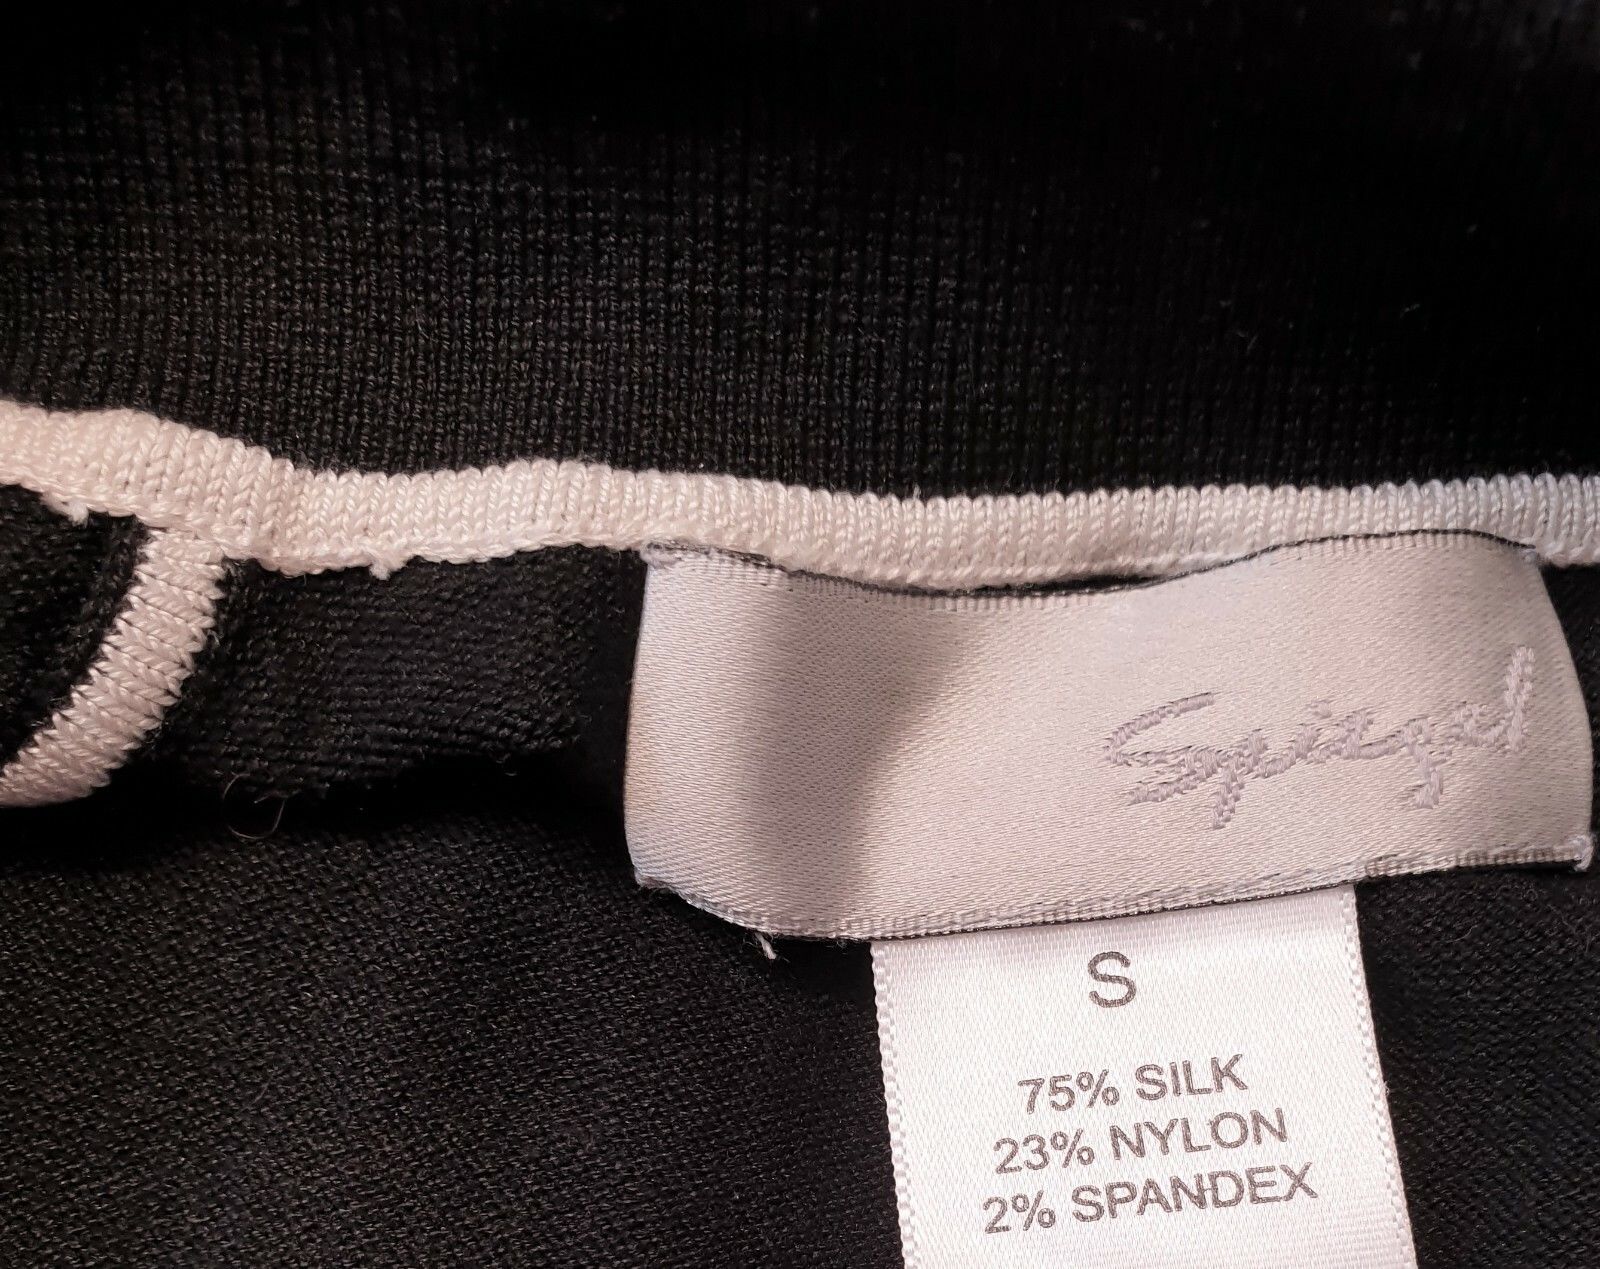 Spiegel
S
75% SILK
23% NYLON
2% SPANDEX